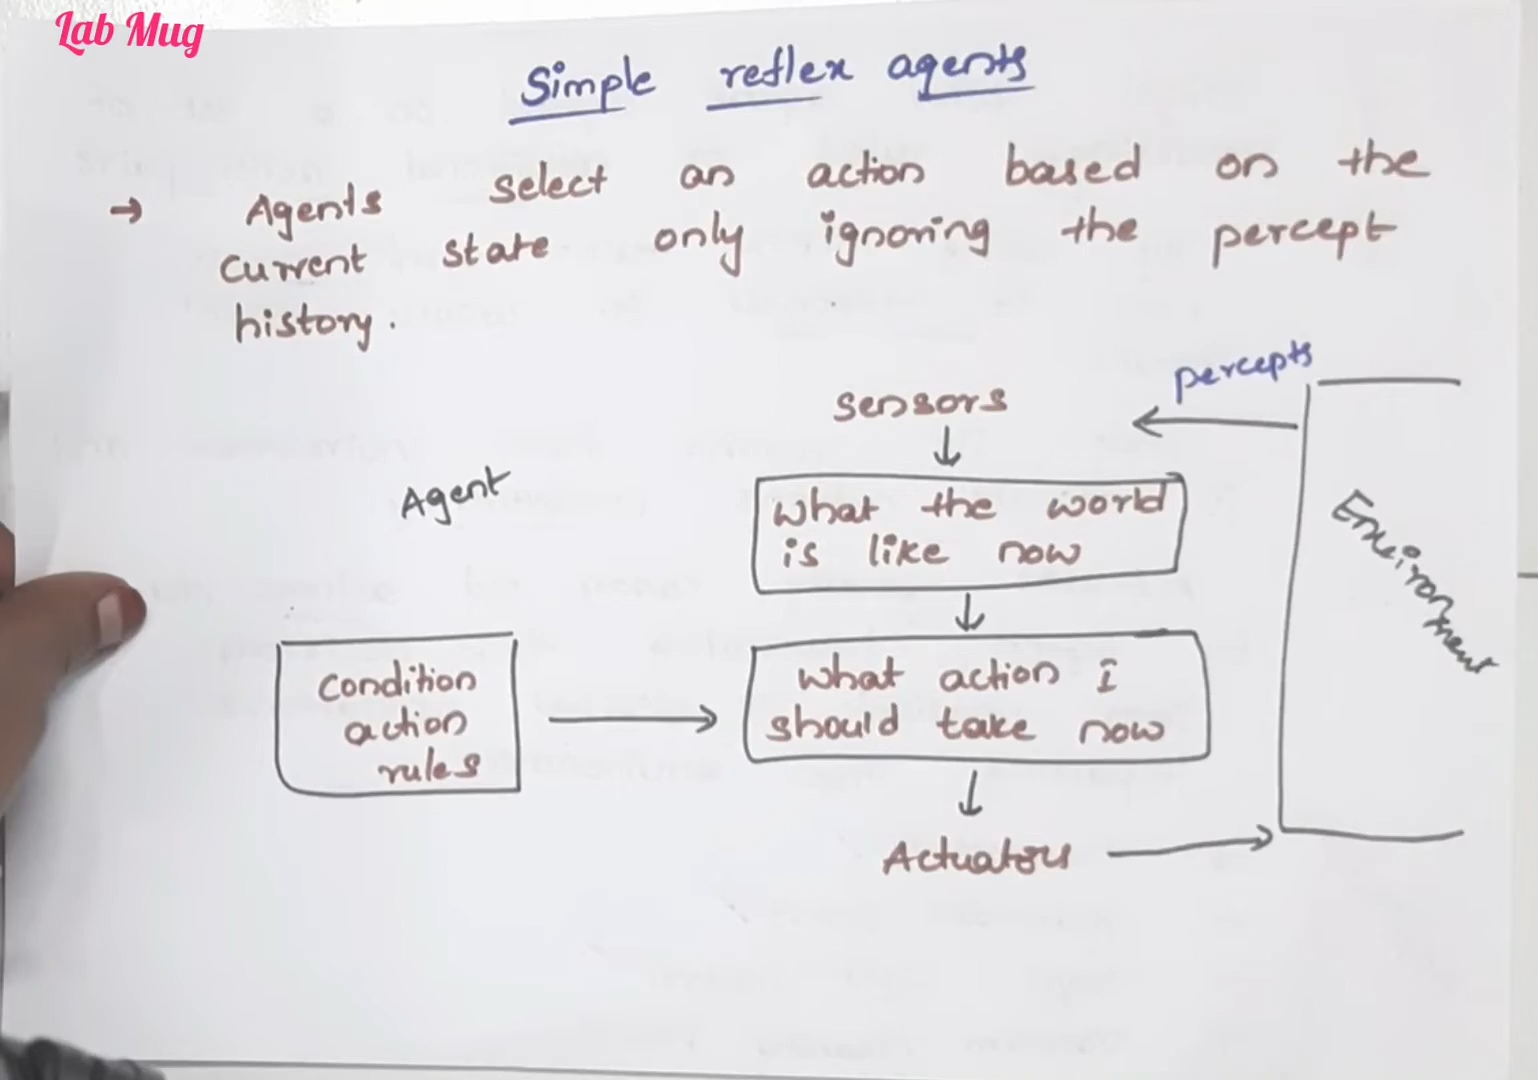 Lab Mug
Simple reflex agents
→ Agents select an action based on the
current state only ignoring the percept
history.
percepts
sensors
Agent
what the world
is like now
Environment
Condition
action
rules
what action I
should take now
Actuators